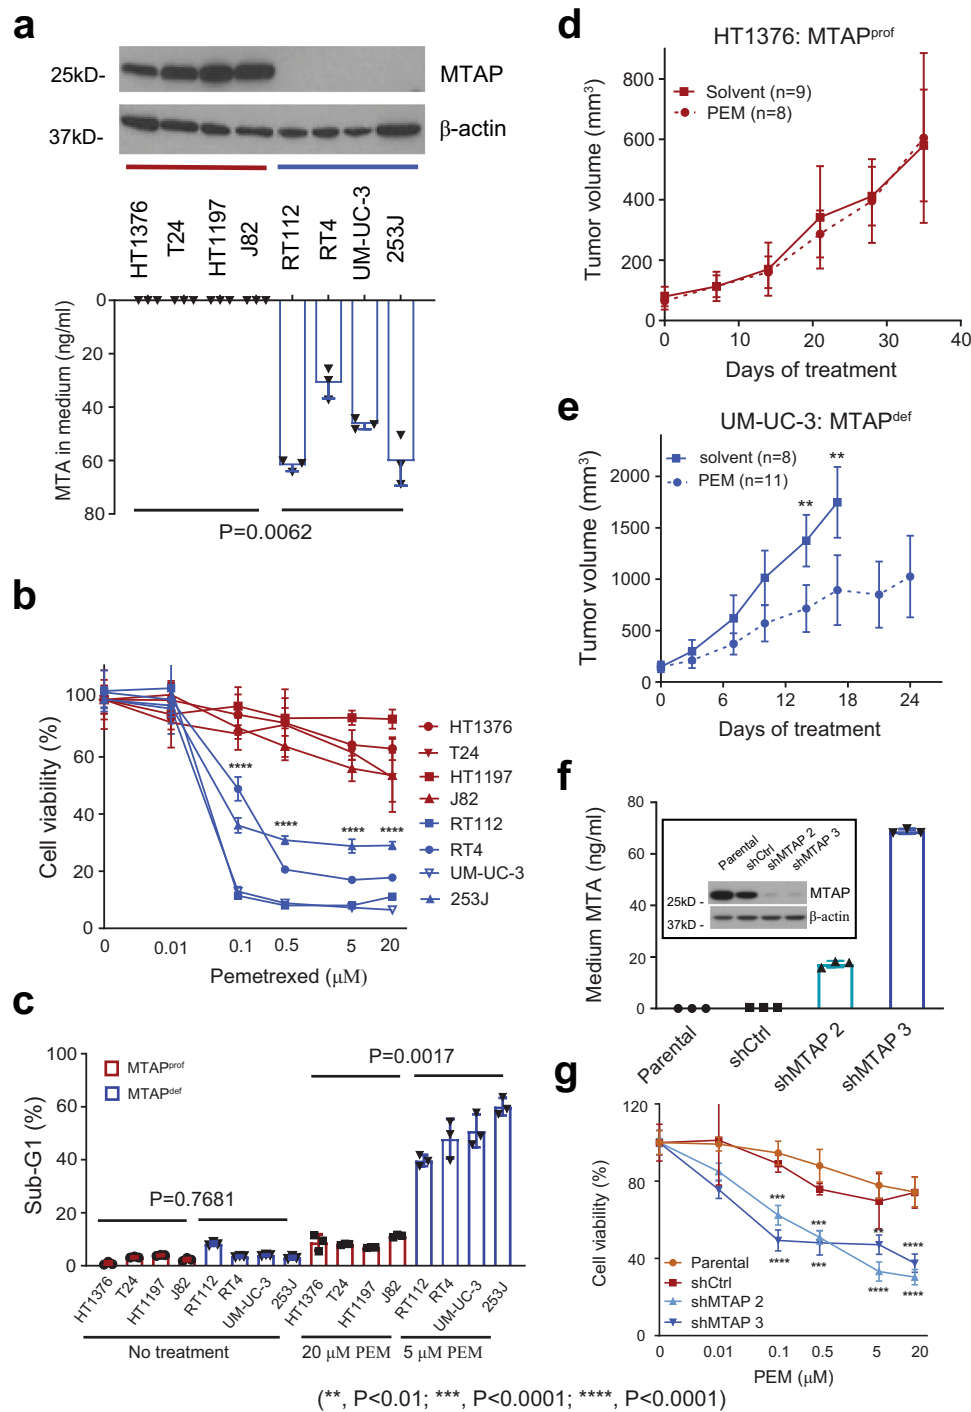 a
25kD-
MTAP
37kD-
β-actin
HT1376
T24
HT1197
J82
RT112
RT4
UM-UC-3
253J
MTA in medium (ng/ml)
0
20
40
60
80
P=0.0062
b
Cell viability (%)
100
60
40
20
0
0
0.01
0.1
0.5
5
20
Pemetrexed (μM)
****
****
****
****
HT1376
T24
HT1197
J82
RT112
RT4
UM-UC-3
253J
c
Sub-G1 (%)
100
60
40
20
0
MTAPprof
MTAPdef
P=0.7681
P=0.0017
HT1376
T24
HT1197
J82
RT112
RT4
UM-UC-3
253J
HT1376
T24
HT1197
J82
RT112
RT4
UM-UC-3
253J
No treatment
20 μM PEM
5 μM PEM
d
HT1376: MTAPprof
Tumor volume (mm3)
800
600
400
200
0
Solvent (n=9)
PEM (n=8)
0
10
20
30
40
Days of treatment
e
UM-UC-3: MTAPdef
Tumor volume (mm3)
2000
1500
1000
500
0
solvent (n=8)
PEM (n=11)
**
**
0
6
12
18
24
Days of treatment
f
Medium MTA (ng/ml)
80
60
40
20
0
Parental
shCtrl
shMTAP 2
shMTAP 3
25kD -
MTAP
37kD -
β-actin
Parental
shCtrl
shMTAP 2
shMTAP 3
g
Cell viability (%)
120
80
40
0
***
****
***
***
**
****
****
****
Parental
shCtrl
shMTAP 2
shMTAP 3
0
0.01
0.1
0.5
5
20
PEM (μM)
(**, P<0.01; ***, P<0.0001; ****, P<0.0001)